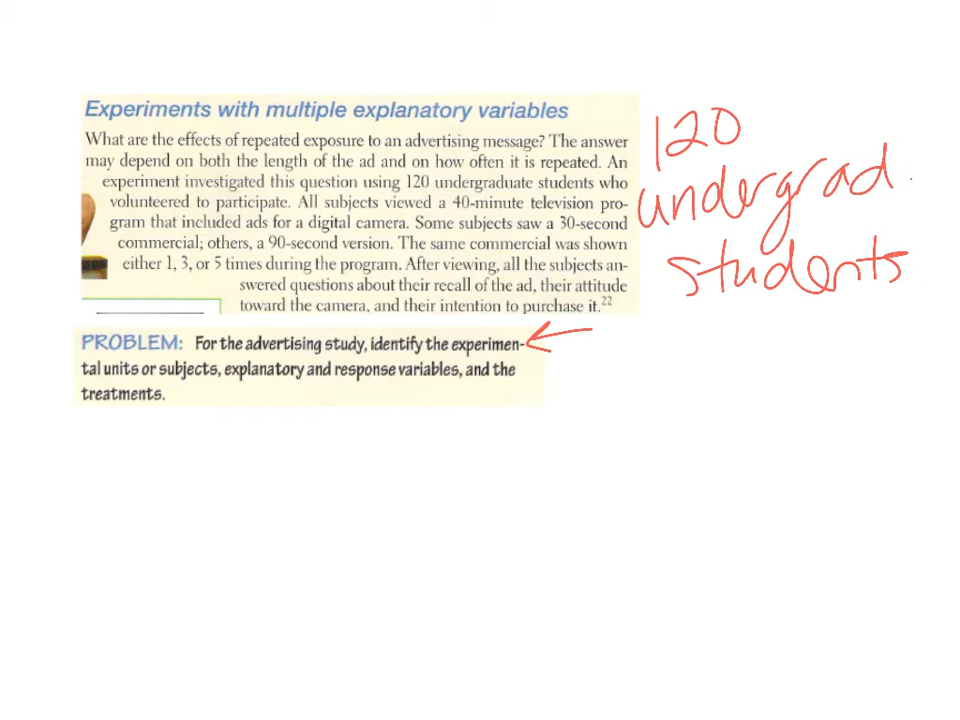 Experiments with multiple explanatory variables
What are the effects of repeated exposure to an advertising message? The answer
may depend on both the length of the ad and on how often it is repeated. An
experiment investigated this question using 120 undergraduate students who
volunteered to participate. All subjects viewed a 40-minute television pro-
gram that included ads for a digital camera. Some subjects saw a 30-second
commercial; others, a 90-second version. The same commercial was shown
either 1, 3, or 5 times during the program. After viewing, all the subjects an-
swered questions about their recall of the ad, their attitude
toward the camera, and their intention to purchase it.22
PROBLEM: For the advertising study, identify the experimen-
tal units or subjects, explanatory and response variables, and the
treatments.
120
undergrad
students